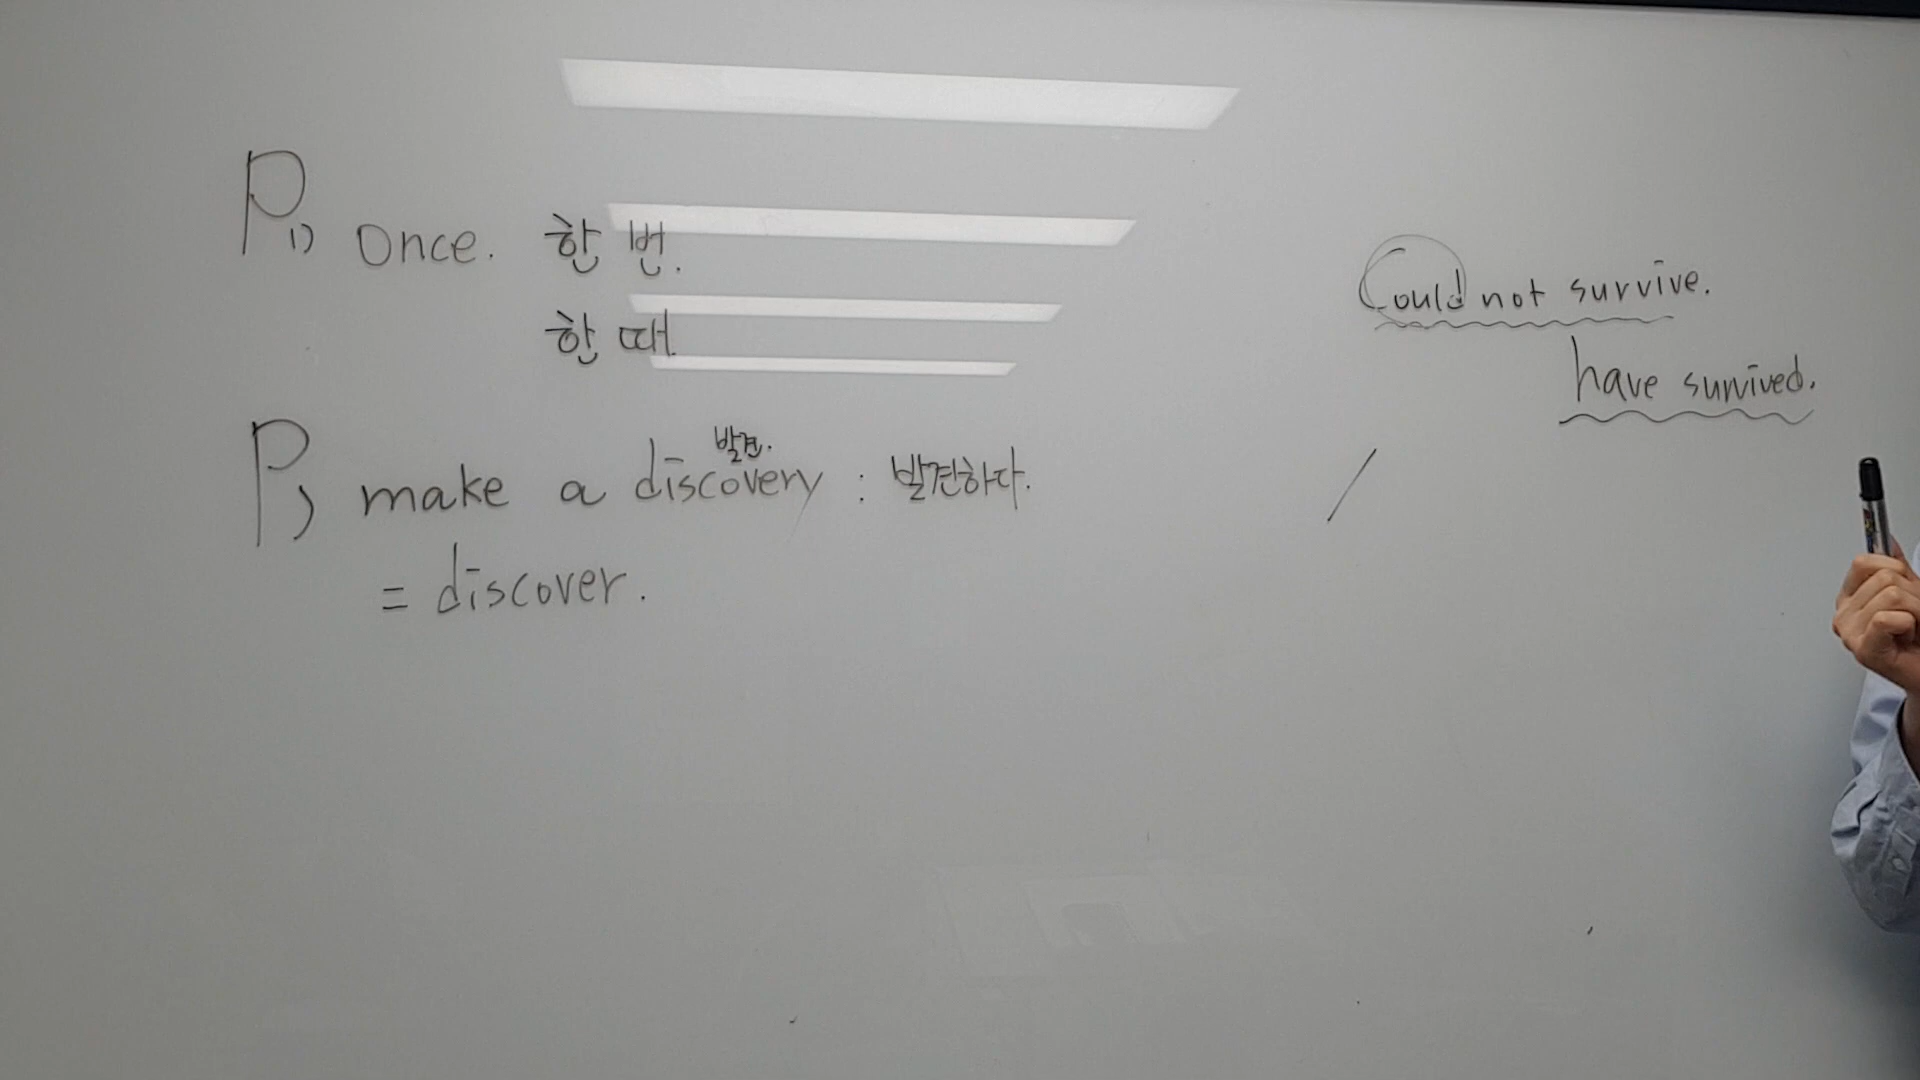 P1) Once. 한 번.
한 때.
P) make a discovery : 발견하다.
발견.
= discover.
Could not survive.
have survived.